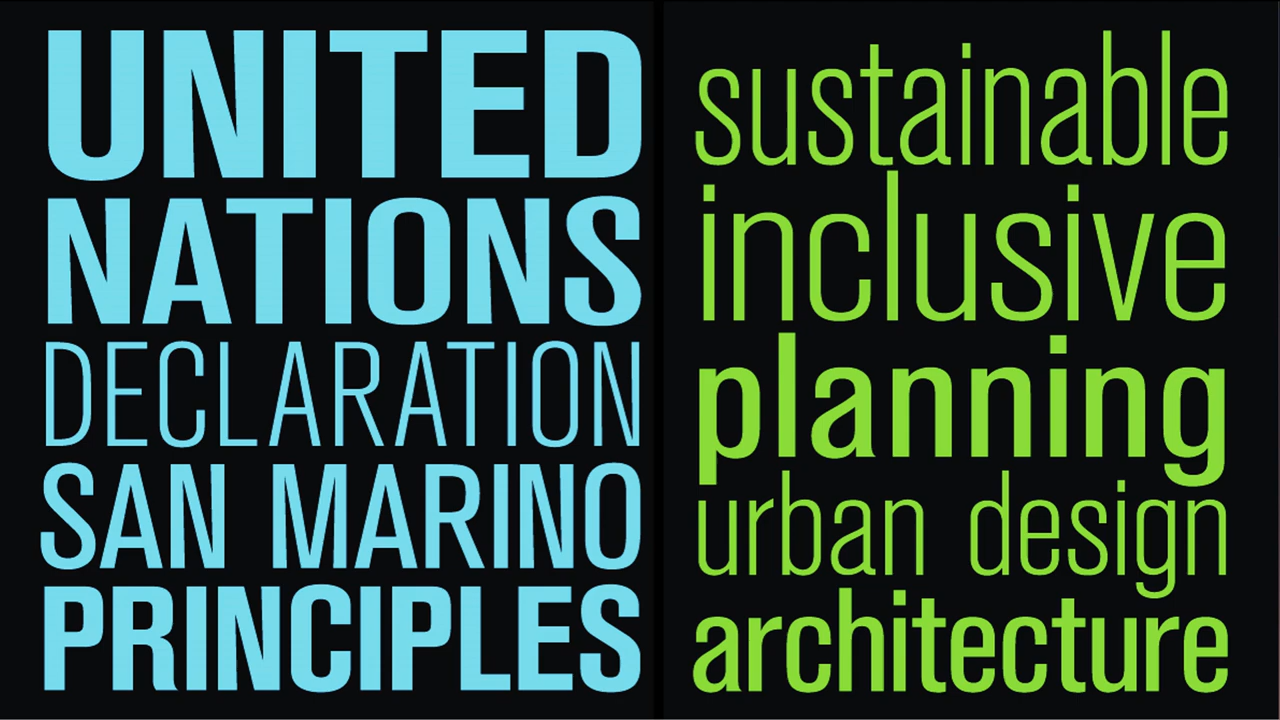 UNITED
NATIONS
DECLARATION
SAN MARINO
PRINCIPLES
sustainable
inclusive
planning
urban design
architecture